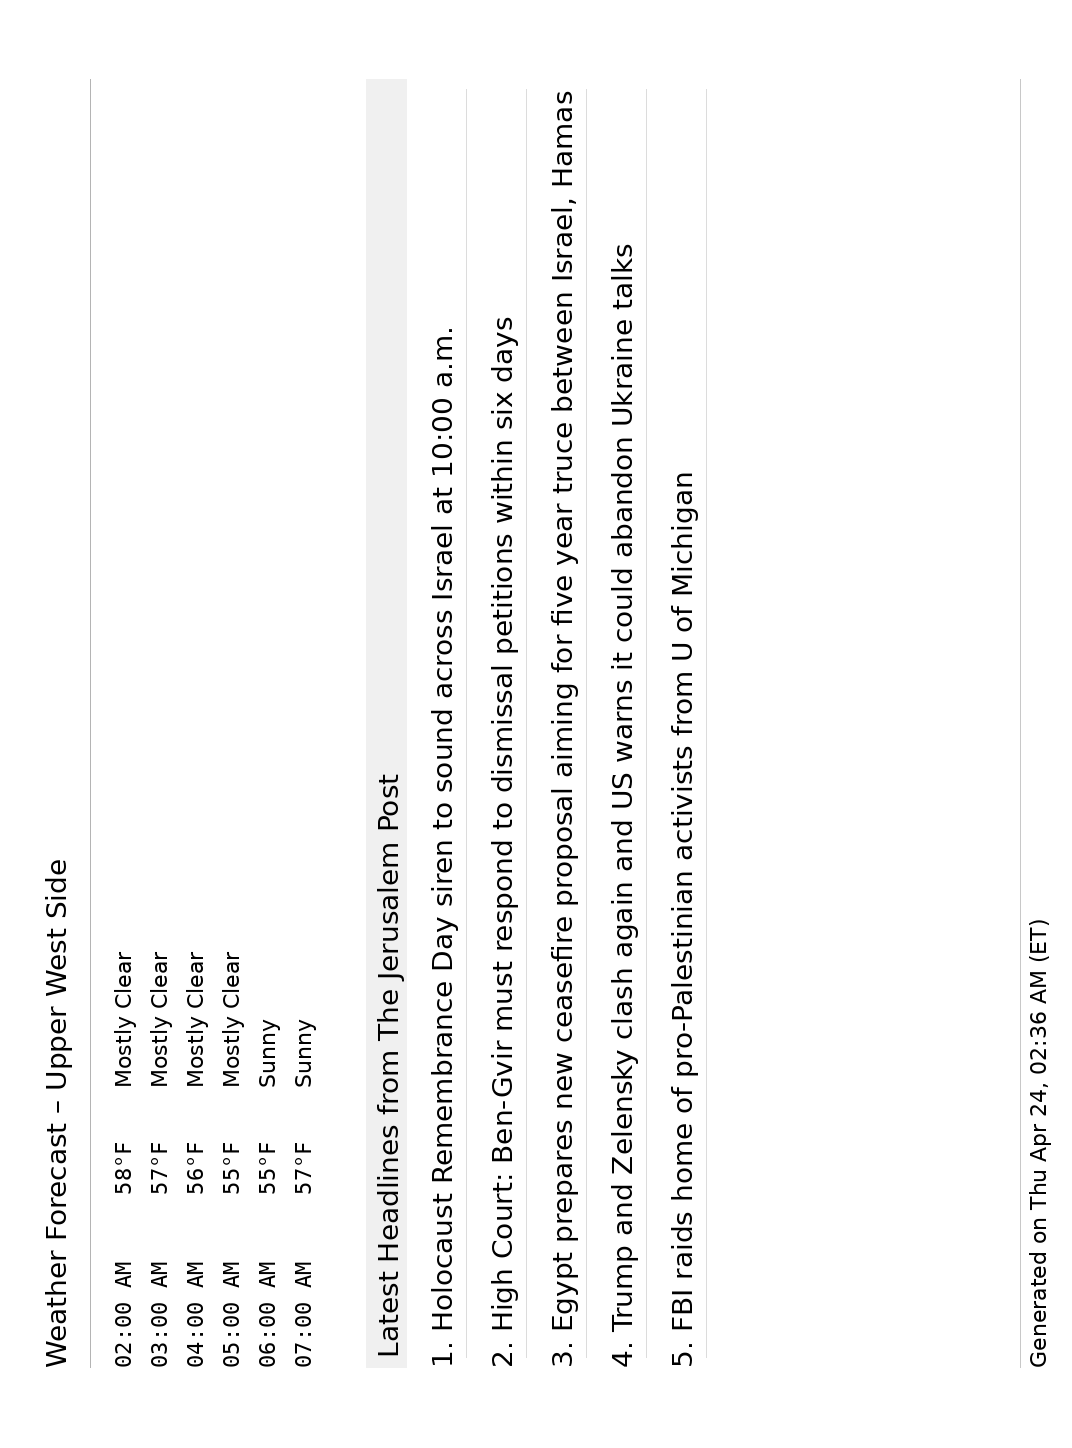 Weather Forecast – Upper West Side
02:00 AM 58°F Mostly Clear
03:00 AM 57°F Mostly Clear
04:00 AM 56°F Mostly Clear
05:00 AM 55°F Mostly Clear
06:00 AM 55°F Sunny
07:00 AM 57°F Sunny
Latest Headlines from The Jerusalem Post
1. Holocaust Remembrance Day siren to sound across Israel at 10:00 a.m.
2. High Court: Ben-Gvir must respond to dismissal petitions within six days
3. Egypt prepares new ceasefire proposal aiming for five year truce between Israel, Hamas
4. Trump and Zelensky clash again and US warns it could abandon Ukraine talks
5. FBI raids home of pro-Palestinian activists from U of Michigan
Generated on Thu Apr 24, 02:36 AM (ET)